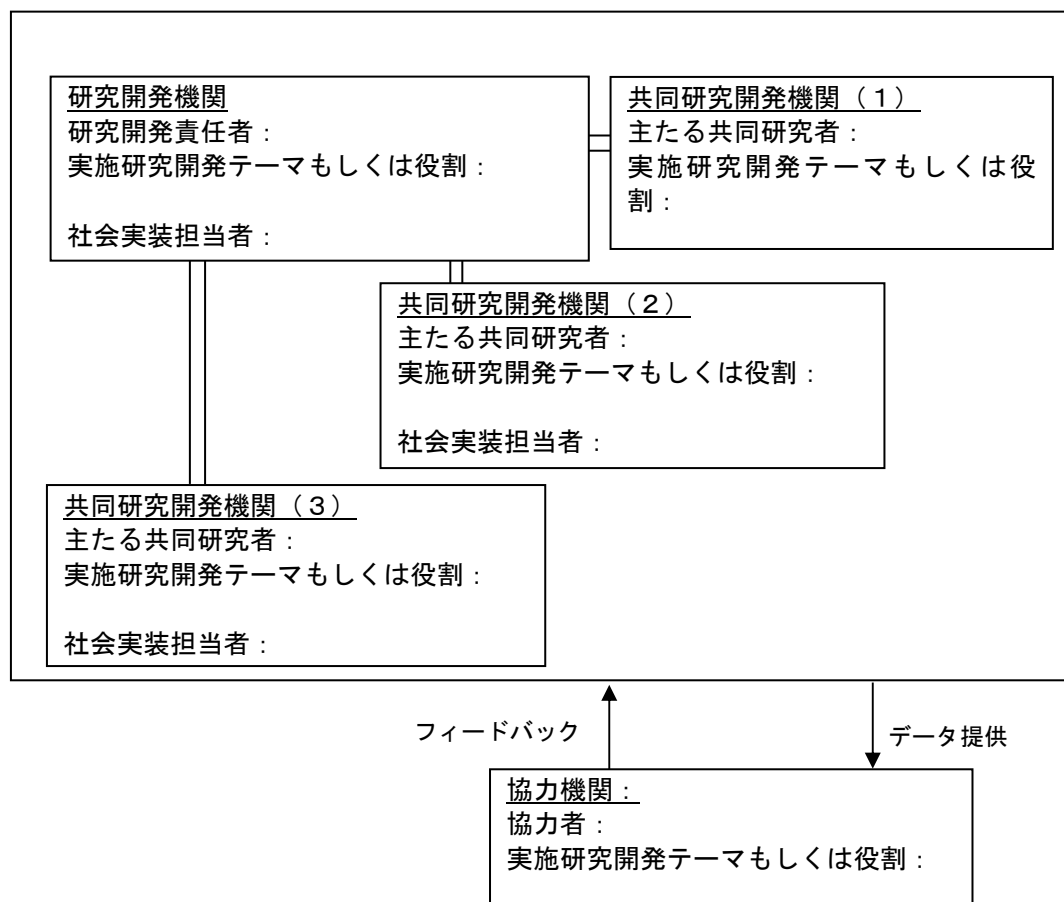 研究開発機関
研究開発責任者：
実施研究開発テーマもしくは役割：
社会実装担当者：
共同研究開発機関（１）
主たる共同研究者：
実施研究開発テーマもしくは役
割：
共同研究開発機関（２）
主たる共同研究者：
実施研究開発テーマもしくは役割：
社会実装担当者：
共同研究開発機関（３）
主たる共同研究者：
実施研究開発テーマもしくは役割：
社会実装担当者：
フィードバック
データ提供
協力機関：
協力者：
実施研究開発テーマもしくは役割：